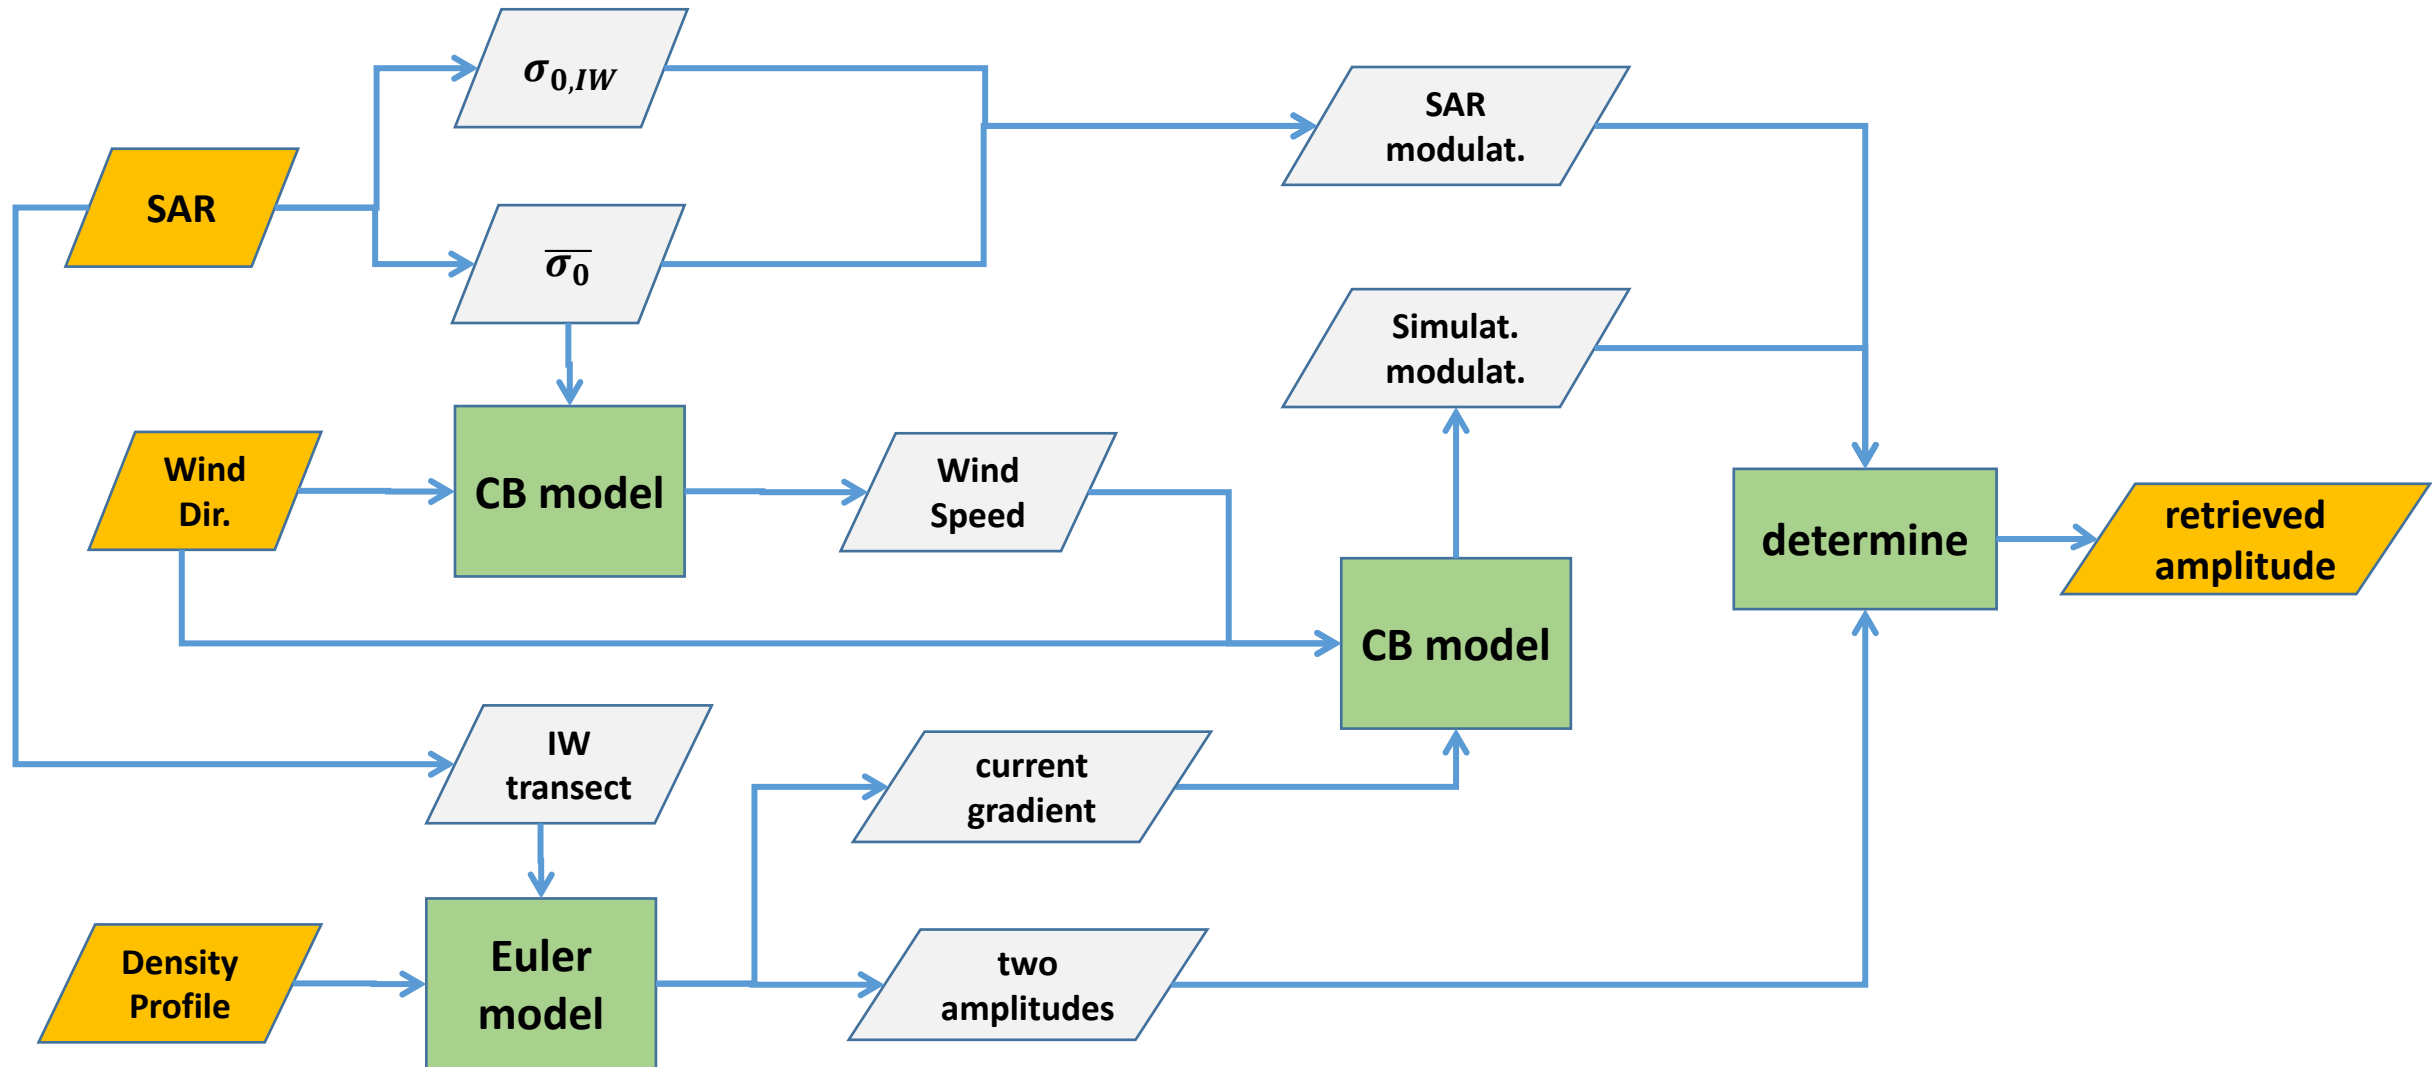 σ₀,IW
SAR
modulat.
SAR
σ̅₀
Simulat.
modulat.
Wind
Dir.
CB model
Wind
Speed
determine
retrieved
amplitude
CB model
IW
transect
current
gradient
Density
Profile
Euler
model
two
amplitudes